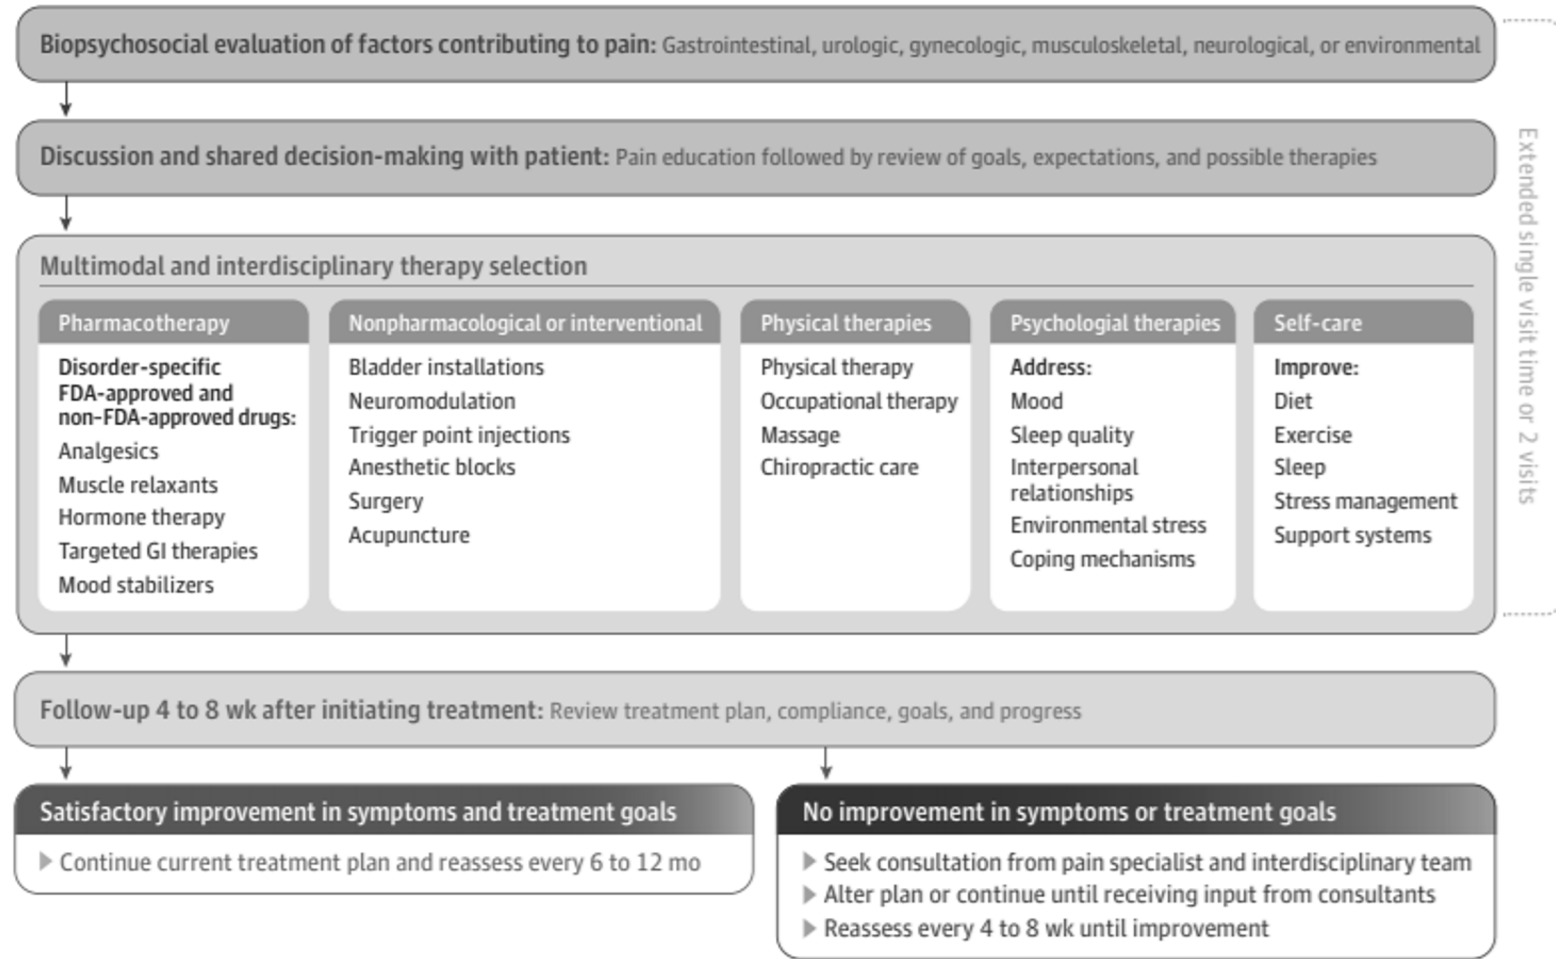 Biopsychosocial evaluation of factors contributing to pain: Gastrointestinal, urologic, gynecologic, musculoskeletal, neurological, or environmental
Discussion and shared decision-making with patient: Pain education followed by review of goals, expectations, and possible therapies
Multimodal and interdisciplinary therapy selection
Pharmacotherapy
Disorder-specific
FDA-approved and
non-FDA-approved drugs:
Analgesics
Muscle relaxants
Hormone therapy
Targeted GI therapies
Mood stabilizers
Nonpharmacological or interventional
Bladder installations
Neuromodulation
Trigger point injections
Anesthetic blocks
Surgery
Acupuncture
Physical therapies
Physical therapy
Occupational therapy
Massage
Chiropractic care
Psychologial therapies
Address:
Mood
Sleep quality
Interpersonal
relationships
Environmental stress
Coping mechanisms
Self-care
Improve:
Diet
Exercise
Sleep
Stress management
Support systems
Extended single visit time or 2 visits
Follow-up 4 to 8 wk after initiating treatment: Review treatment plan, compliance, goals, and progress
Satisfactory improvement in symptoms and treatment goals
Continue current treatment plan and reassess every 6 to 12 mo
No improvement in symptoms or treatment goals
Seek consultation from pain specialist and interdisciplinary team
Alter plan or continue until receiving input from consultants
Reassess every 4 to 8 wk until improvement